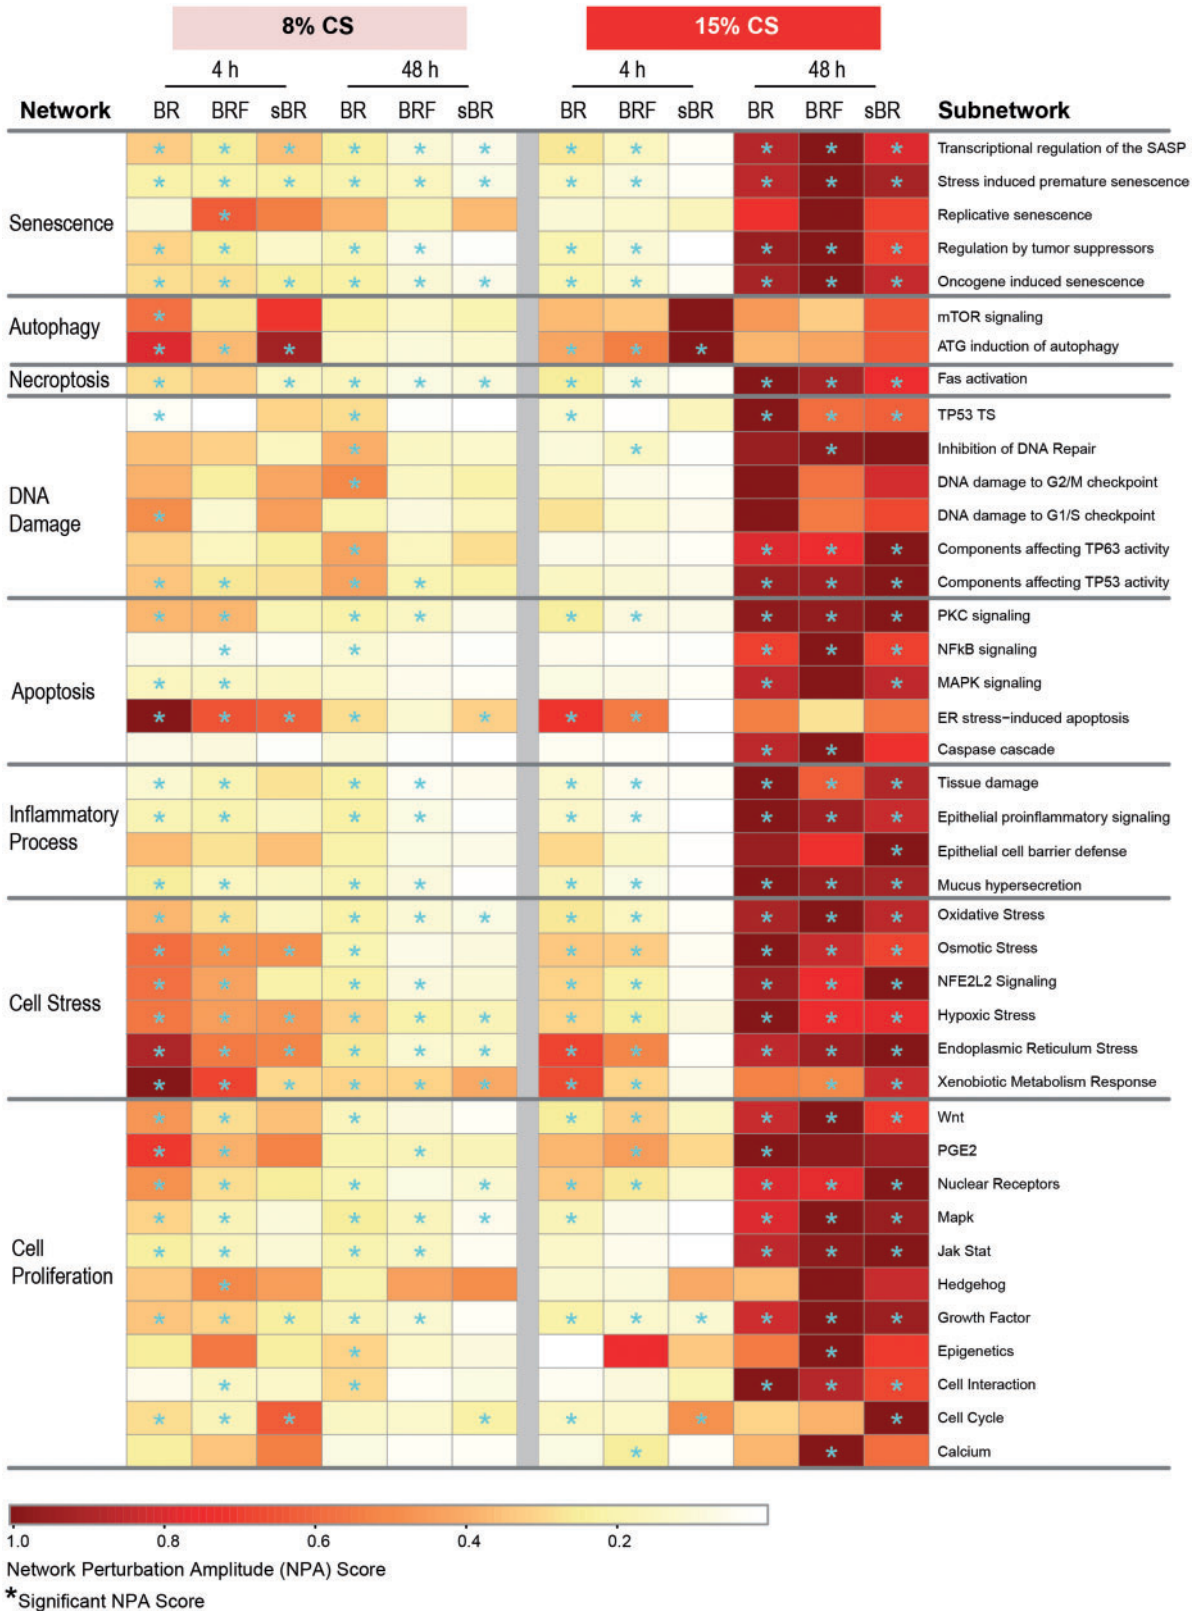 8% CS 15% CS
4 h 48 h 4 h 48 h
Network BR BRF sBR BR BRF sBR BR BRF sBR BR BRF sBR Subnetwork
Senescence
* * * * * * * * * * * Transcriptional regulation of the SASP
* * * * * * * * * * * Stress induced premature senescence
* Replicative senescence
* * * * * * * * * Regulation by tumor suppressors
* * * * * * * * * * * Oncogene induced senescence
Autophagy
* mTOR signaling
* * * * * * ATG induction of autophagy
Necroptosis * * * * * * * * * * Fas activation
DNA
Damage
* * * * * * TP53 TS
* * * Inhibition of DNA Repair
* DNA damage to G2/M checkpoint
* DNA damage to G1/S checkpoint
* * * * Components affecting TP63 activity
* * * * * * * Components affecting TP53 activity
Apoptosis
* * * * * * * * * PKC signaling
* * * * * NFkB signaling
* * * * MAPK signaling
* * * * * * * ER stress−induced apoptosis
* * Caspase cascade
Inflammatory
Process
* * * * * * * * * Tissue damage
* * * * * * * * * Epithelial proinflammatory signaling
* Epithelial cell barrier defense
* * * * * * * * * Mucus hypersecretion
Cell Stress
* * * * * * * * * * Oxidative Stress
* * * * * * * * * Osmotic Stress
* * * * * * * * * NFE2L2 Signaling
* * * * * * * * * * * Hypoxic Stress
* * * * * * * * * * * Endoplasmic Reticulum Stress
* * * * * * * * * * Xenobiotic Metabolism Response
Cell
Proliferation
* * * * * * * * Wnt
* * * * * PGE2
* * * * * * * * * Nuclear Receptors
* * * * * * * * * Mapk
* * * * * * * Jak Stat
* Hedgehog
* * * * * * * * * * * Growth Factor
* * Epigenetics
* * * * * Cell Interaction
* * * * * * * Cell Cycle
* * Calcium
1.0 0.8 0.6 0.4 0.2
Network Perturbation Amplitude (NPA) Score
*Significant NPA Score